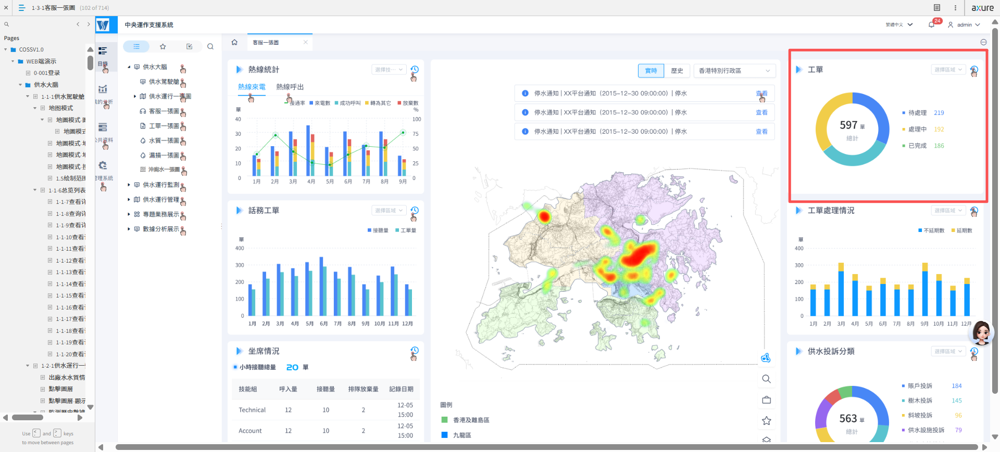 1-3-1客服一張圖 (102 of 714)
axure
Pages
COSSV1.0
WEB端演示
0-001登录
供水大腦
1-1-1供水駕駛艙
地图模式
地圖模式-
地圖模式
地圖模式-
地圖模式-
地圖模式-
1.5绘制范围
1-1-6总览列表
1-1-7查看详
1-1-8查询详
1-1-9查看详
1-1-10查看
1-1-11查看
1-1-12查看
1-1-13查看
1-1-14查看
1-1-15查看
1-1-16查看
1-1-17查看
1-1-18查看
1-1-19查看
1-1-20查看
1-2-1供水運行一
出廠水水質情
點擊圖層
點擊圖層-顯示
監測歷史數據
Use < , and > . keys
to move between pages
中央運作支援系統
繁體中文
24
admin
目錄
我的分析
公共資料
管理系統
供水大腦
供水駕駛艙
供水運行一張圖
客服一張圖
工單一張圖
水質一張圖
漏損一張圖
沖廁水一張圖
供水運行監測
供水運行管理
專題業務展示
數據分析展示
客服一張圖
熱線統計
選擇技...
熱線來電 熱線呼出
接通率 來電數 成功呼叫 轉為其它 放棄數
單 %
40 100
30 75
20 50
10 25
0 0
1月 2月 3月 4月 5月 6月 7月 8月 9月
話務工單
選擇區域
接聽量 工單量
單
400
300
200
100
0
1月 2月 3月 4月 5月 6月 7月 8月 9月 10月 11月 12月
坐席情況
小時接聽總量 20 單
技能組 呼入量 接聽量 排隊放棄量 記錄日期
Technical 12 10 2 12-05 15:00
Account 12 10 2 12-05 15:00
實時 歷史 香港特別行政區
停水通知 | XX平台通知（2015-12-30 09:00:00）| 停水 查看
停水通知 | XX平台通知（2015-12-30 09:00:00）| 停水 查看
停水通知 | XX平台通知（2015-12-30 09:00:00）| 停水 查看
圖例
香港及離島區
九龍區
工單
選擇區域
597 單
總計
待處理 219
處理中 192
已完成 186
工單處理情況
選擇區域
不延期數 延期數
單
400
300
200
100
0
1月 2月 3月 4月 5月 6月 7月 8月 9月 10月 11月 12月
供水投訴分類
選擇區域
563 單
總計
賬戶投訴 184
樹木投訴 145
斜坡投訴 96
供水設施投訴 79